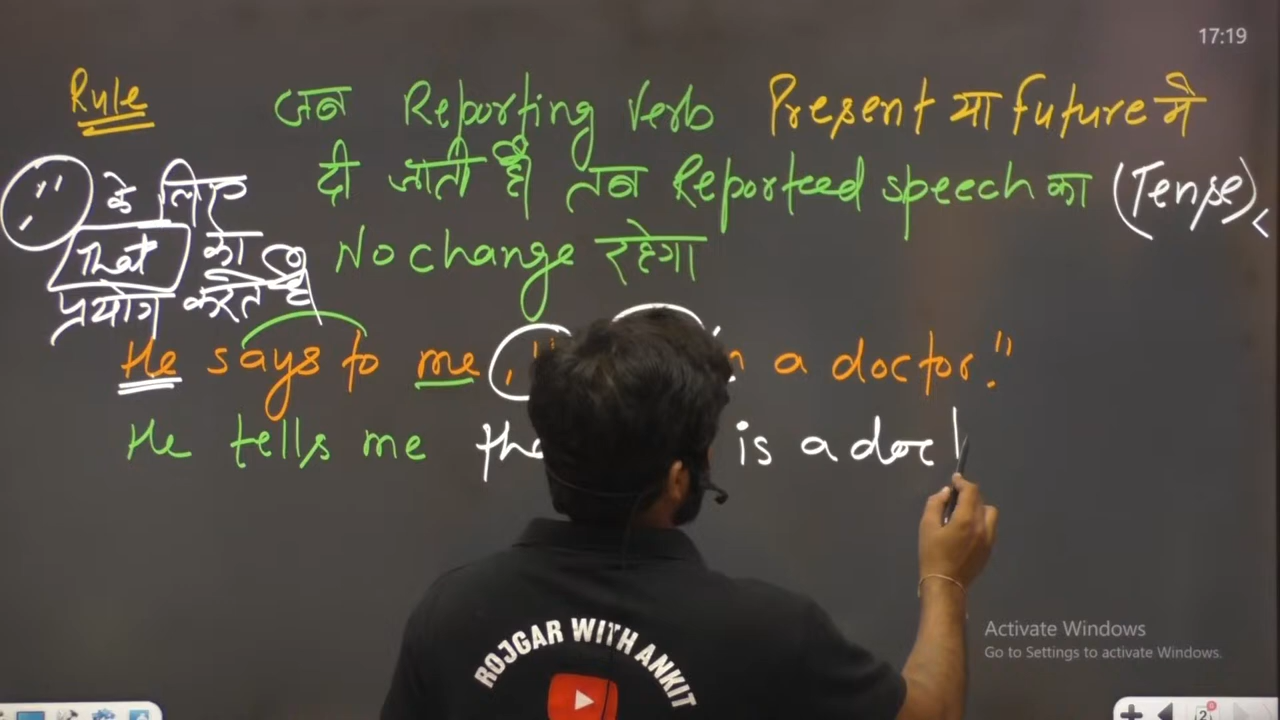 17:19
Rule
जब Reporting Verb Present या future मे
दी जाती है तब Reported speech का (Tense)
No change रहेगा
," के लिए
That का
प्रयोग करते है
He says to me ," a doctor."
He tells me is a doct
ROJGAR WITH ANKIT
Activate Windows
Go to Settings to activate Windows.
2